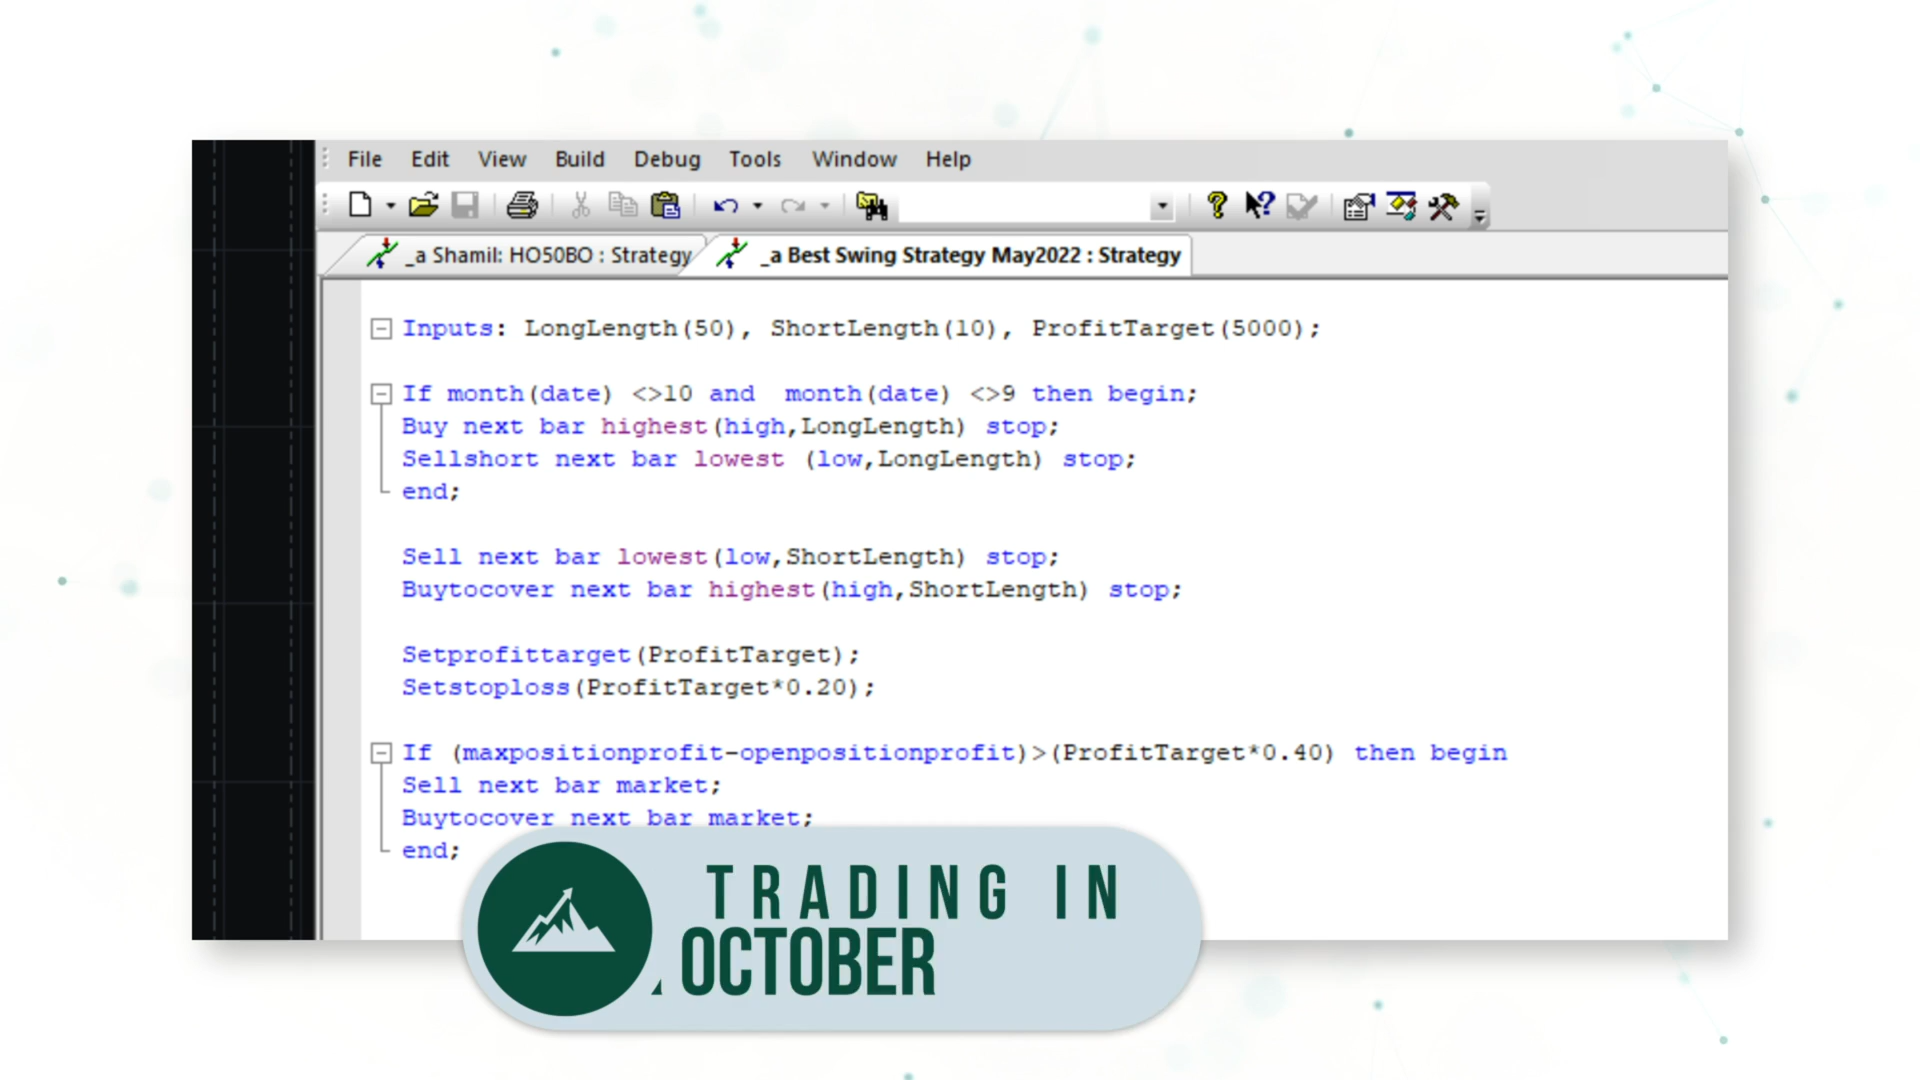 File Edit View Build Debug Tools Window Help
_a Shamil: HO50BO : Strategy _a Best Swing Strategy May2022 : Strategy
Inputs: LongLength(50), ShortLength(10), ProfitTarget(5000);
If month(date) <>10 and month(date) <>9 then begin;
Buy next bar highest(high,LongLength) stop;
Sellshort next bar lowest (low,LongLength) stop;
end;
Sell next bar lowest(low,ShortLength) stop;
Buytocover next bar highest(high,ShortLength) stop;
Setprofittarget(ProfitTarget);
Setstoploss(ProfitTarget*0.20);
If (maxpositionprofit-openpositionprofit)>(ProfitTarget*0.40) then begin
Sell next bar market;
Buytocover next bar market;
end;
TRADING IN
OCTOBER